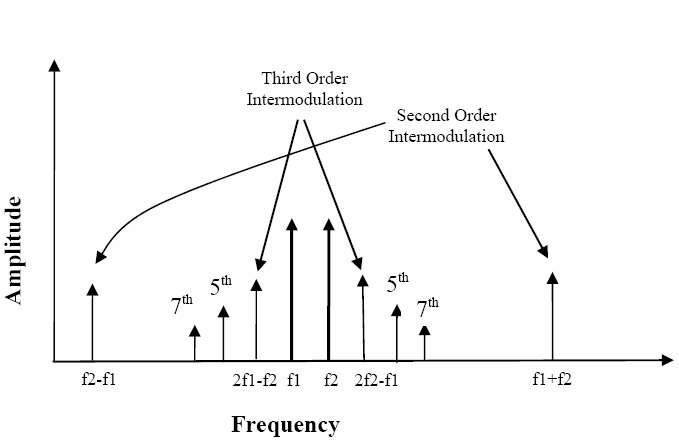 Third Order
Intermodulation
Second Order
Intermodulation
Amplitude
7th
5th
5th
7th
f2-f1
2f1-f2
f1
f2
2f2-f1
f1+f2
Frequency